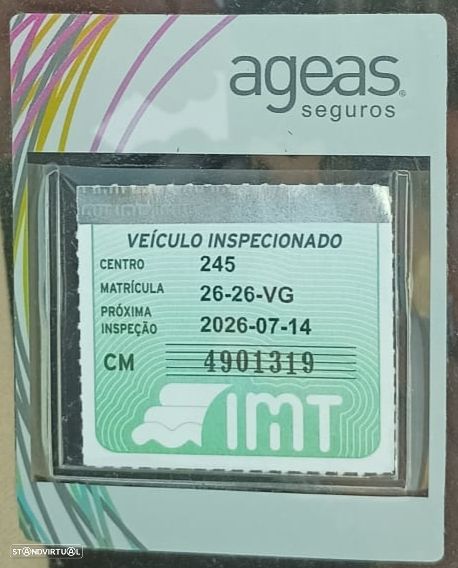 ageas®
seguros
VEÍCULO INSPECIONADO
CENTRO 245
MATRÍCULA 26-26-VG
PRÓXIMA
INSPEÇÃO 2026-07-14
CM 4901319
IMT
STANDVIRTUAL